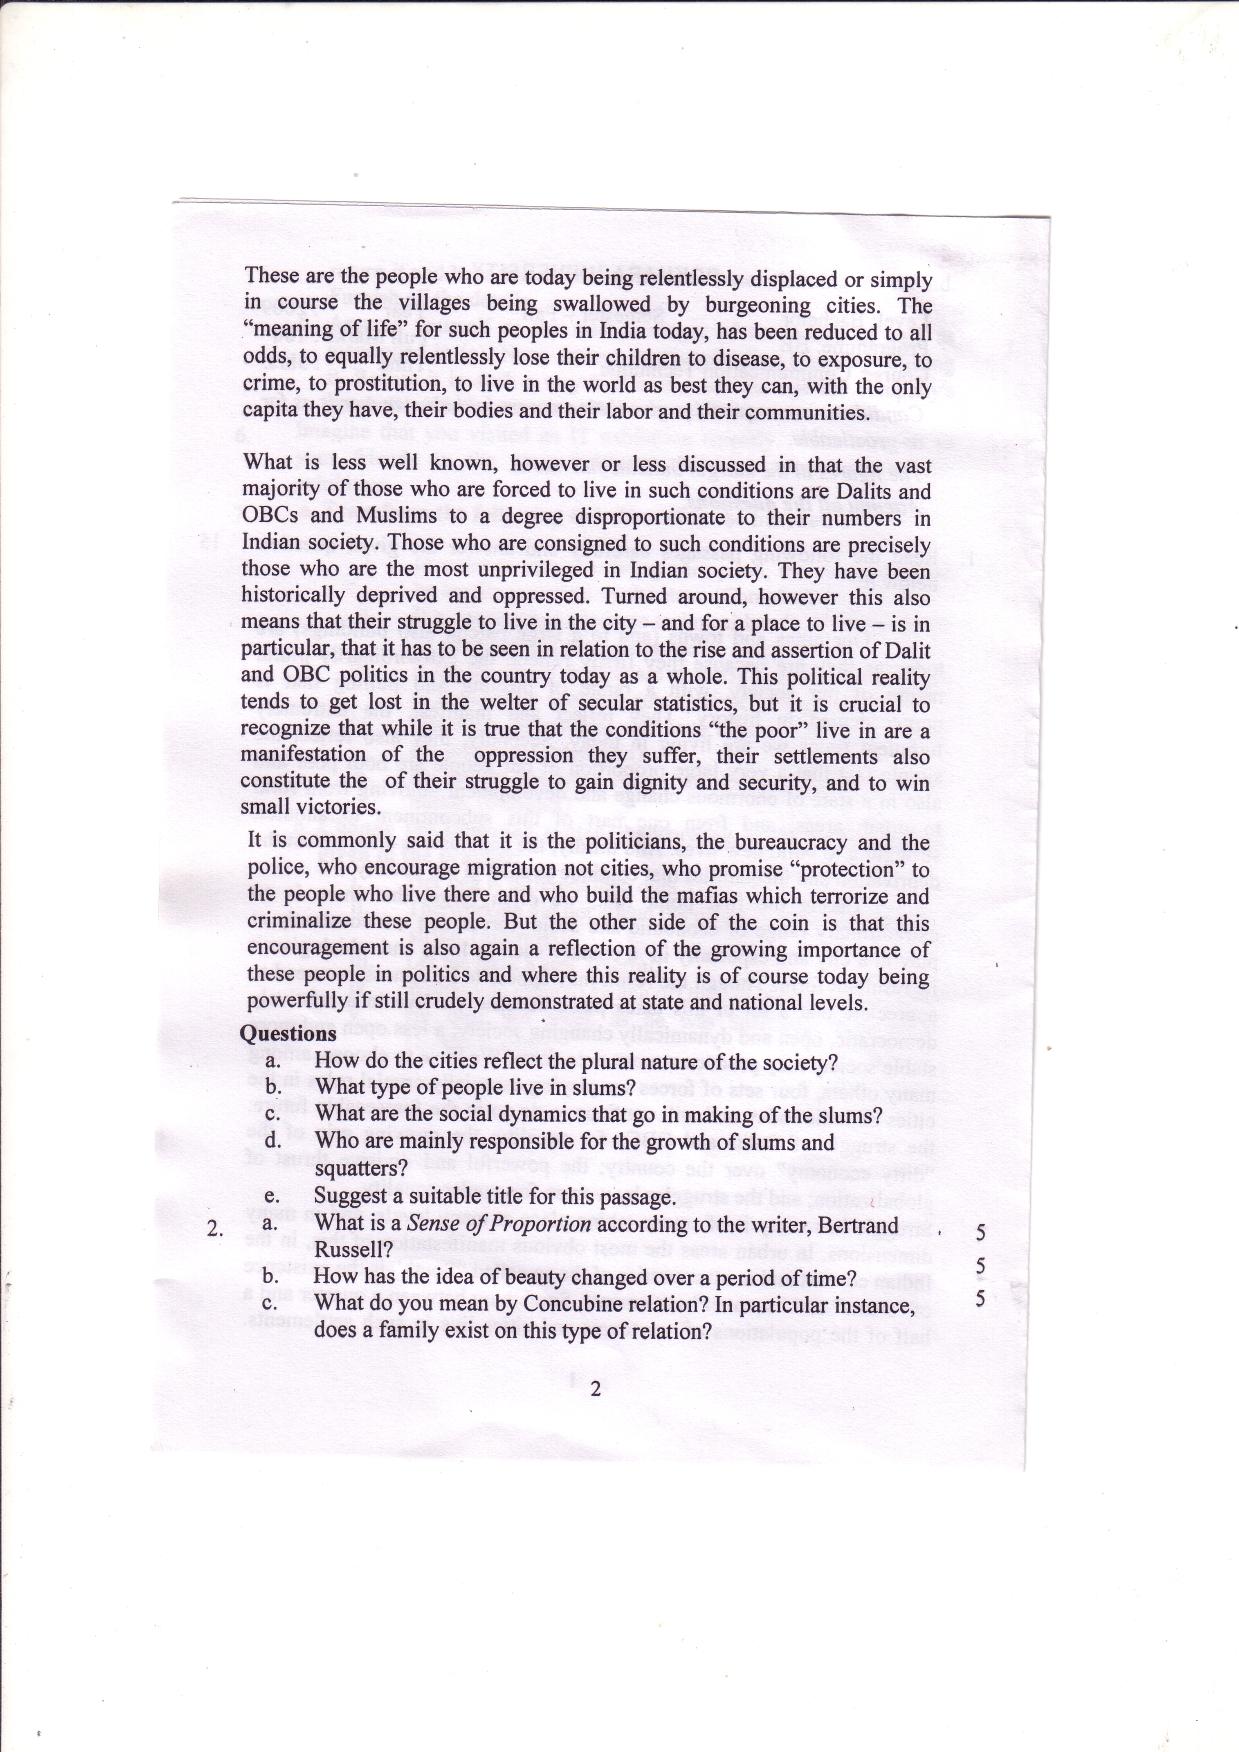 These are the people who are today being relentlessly displaced or simply
in course the villages being swallowed by burgeoning cities. The
“meaning of life” for such peoples in India today, has been reduced to all
odds, to equally relentlessly lose their children to disease, to exposure, to
crime, to prostitution, to live in the world as best they can, with the only
capita they have, their bodies and their labor and their communities.
What is less well known, however or less discussed in that the vast
majority of those who are forced to live in such conditions are Dalits and
OBCs and Muslims to a degree disproportionate to their numbers in
Indian society. Those who are consigned to such conditions are precisely
those who are the most unprivileged in Indian society. They have been
historically deprived and oppressed. Turned around, however this also
means that their struggle to live in the city – and for a place to live – is in
particular, that it has to be seen in relation to the rise and assertion of Dalit
and OBC politics in the country today as a whole. This political reality
tends to get lost in the welter of secular statistics, but it is crucial to
recognize that while it is true that the conditions “the poor” live in are a
manifestation of the oppression they suffer, their settlements also
constitute the of their struggle to gain dignity and security, and to win
small victories.
It is commonly said that it is the politicians, the bureaucracy and the
police, who encourage migration not cities, who promise “protection” to
the people who live there and who build the mafias which terrorize and
criminalize these people. But the other side of the coin is that this
encouragement is also again a reflection of the growing importance of
these people in politics and where this reality is of course today being
powerfully if still crudely demonstrated at state and national levels.
Questions
a. How do the cities reflect the plural nature of the society?
b. What type of people live in slums?
c. What are the social dynamics that go in making of the slums?
d. Who are mainly responsible for the growth of slums and
squatters?
e. Suggest a suitable title for this passage.
2. a. What is a Sense of Proportion according to the writer, Bertrand 5
Russell?
b. How has the idea of beauty changed over a period of time? 5
c. What do you mean by Concubine relation? In particular instance, 5
does a family exist on this type of relation?
2